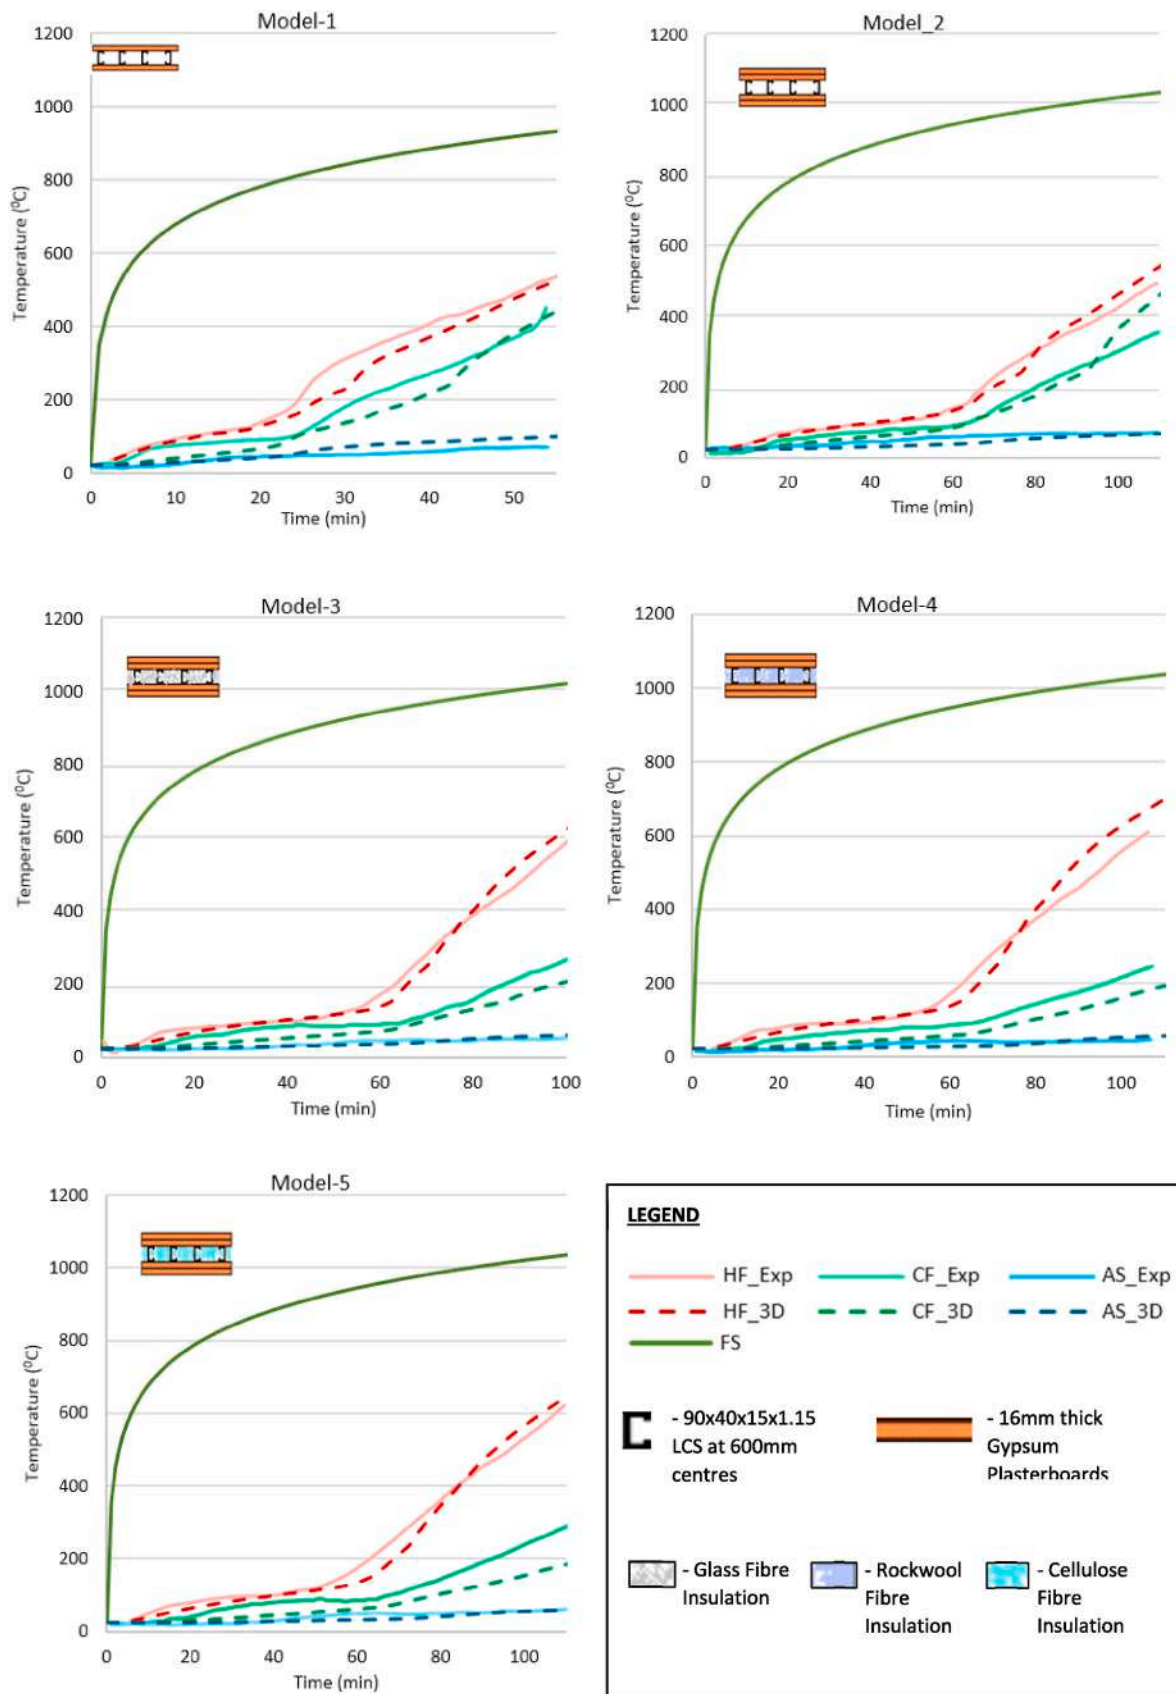 Model-1
1200
1000
800
600
400
200
0
Temperature (⁰C)
0 10 20 30 40 50
Time (min)
Model_2
1200
1000
800
600
400
200
0
Temperature (⁰C)
0 20 40 60 80 100
Time (min)
Model-3
1200
1000
800
600
400
200
0
Temperature (⁰C)
0 20 40 60 80 100
Time (min)
Model-4
1200
1000
800
600
400
200
0
Temperature (⁰C)
0 20 40 60 80 100
Time (min)
Model-5
1200
1000
800
600
400
200
0
Temperature (⁰C)
0 20 40 60 80 100
Time (min)
LEGEND
HF_Exp CF_Exp AS_Exp
HF_3D CF_3D AS_3D
FS
- 90x40x15x1.15
LCS at 600mm
centres
- 16mm thick
Gypsum
Plasterboards
- Glass Fibre
Insulation
- Rockwool
Fibre
Insulation
- Cellulose
Fibre
Insulation